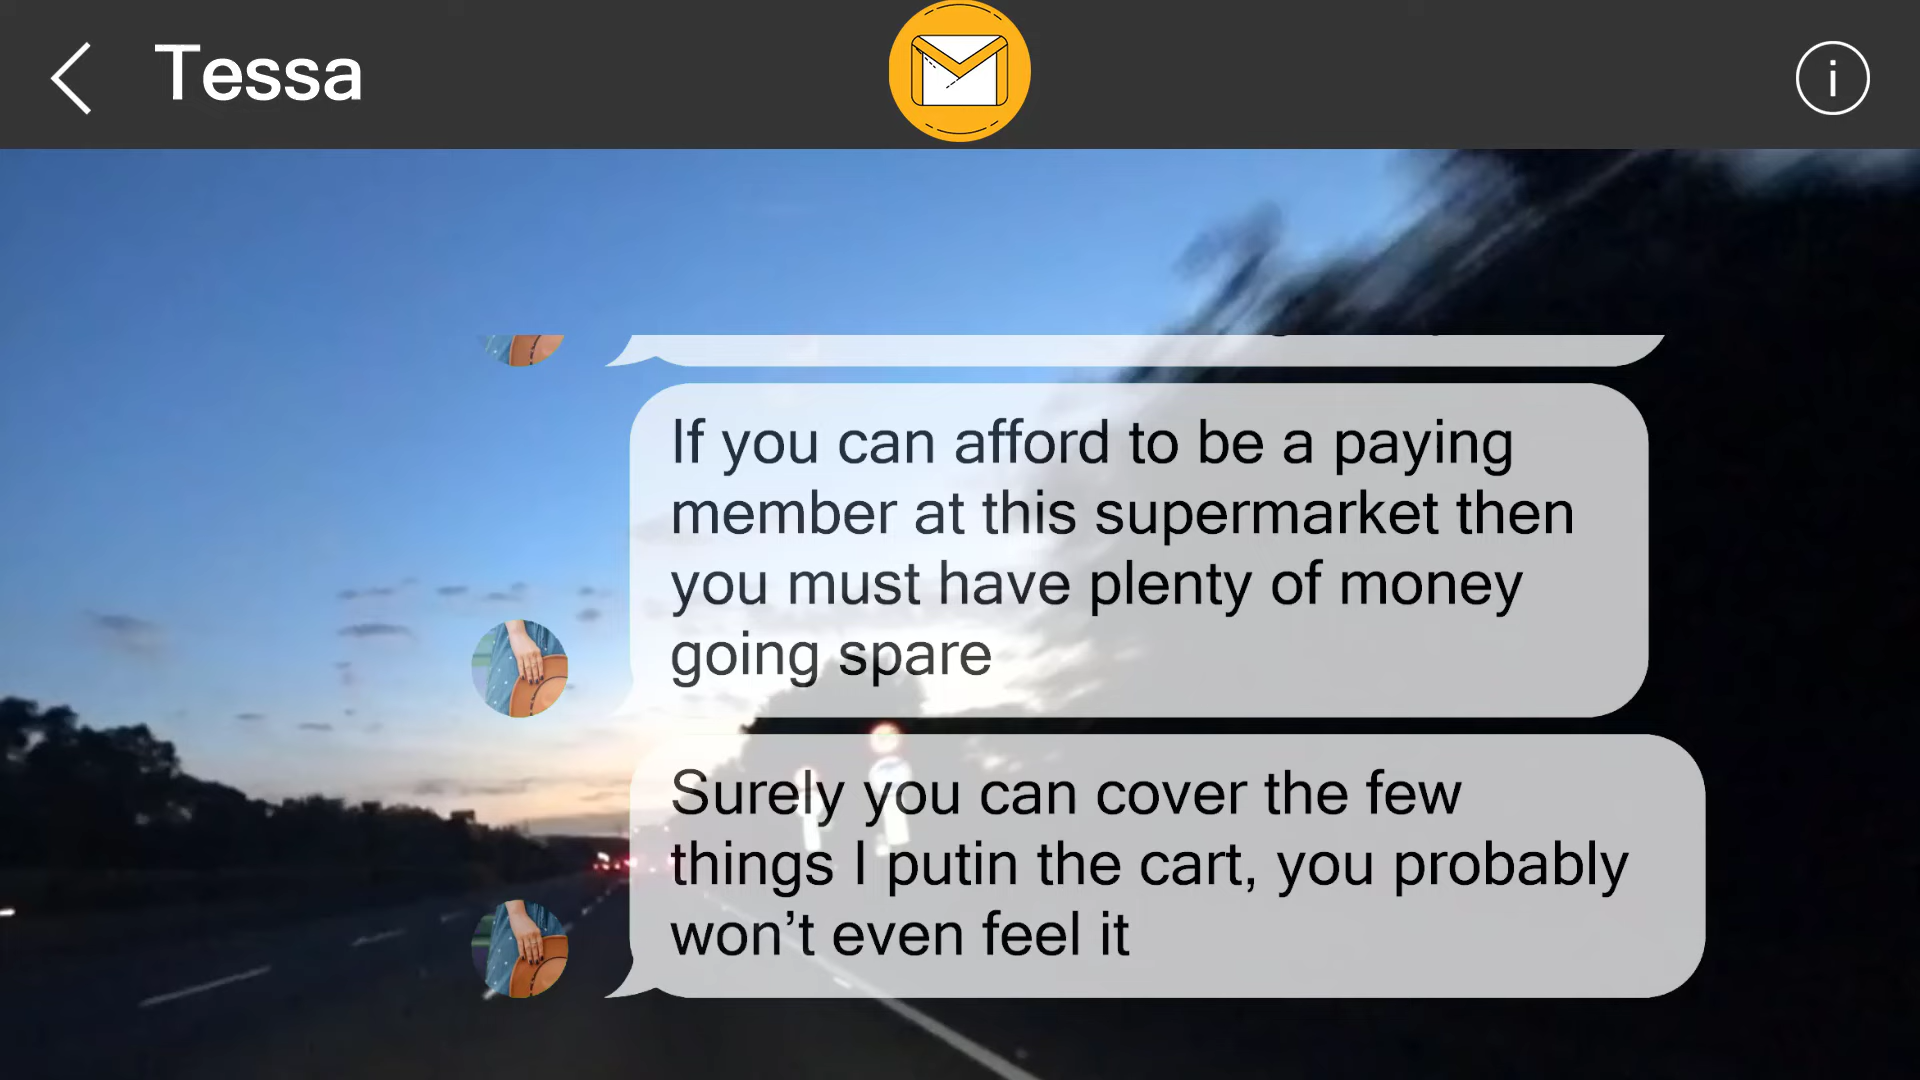 Tessa
If you can afford to be a paying
member at this supermarket then
you must have plenty of money
going spare
Surely you can cover the few
things I putin the cart, you probably
won’t even feel it